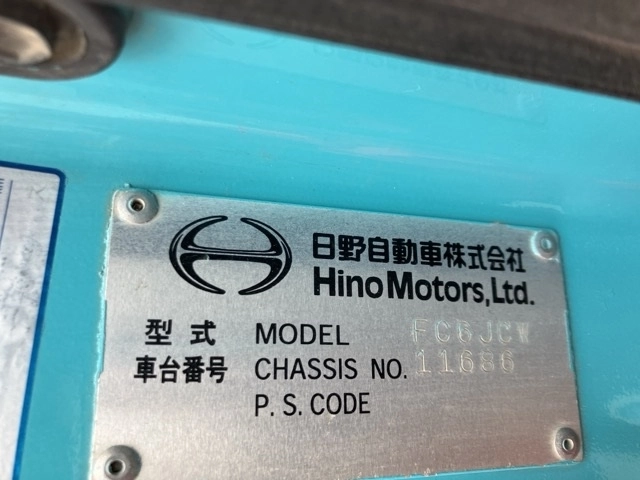 日野自動車株式会社
Hino Motors, Ltd.
型式 MODEL FC6JCW
車台番号 CHASSIS NO. 11686
P. S. CODE